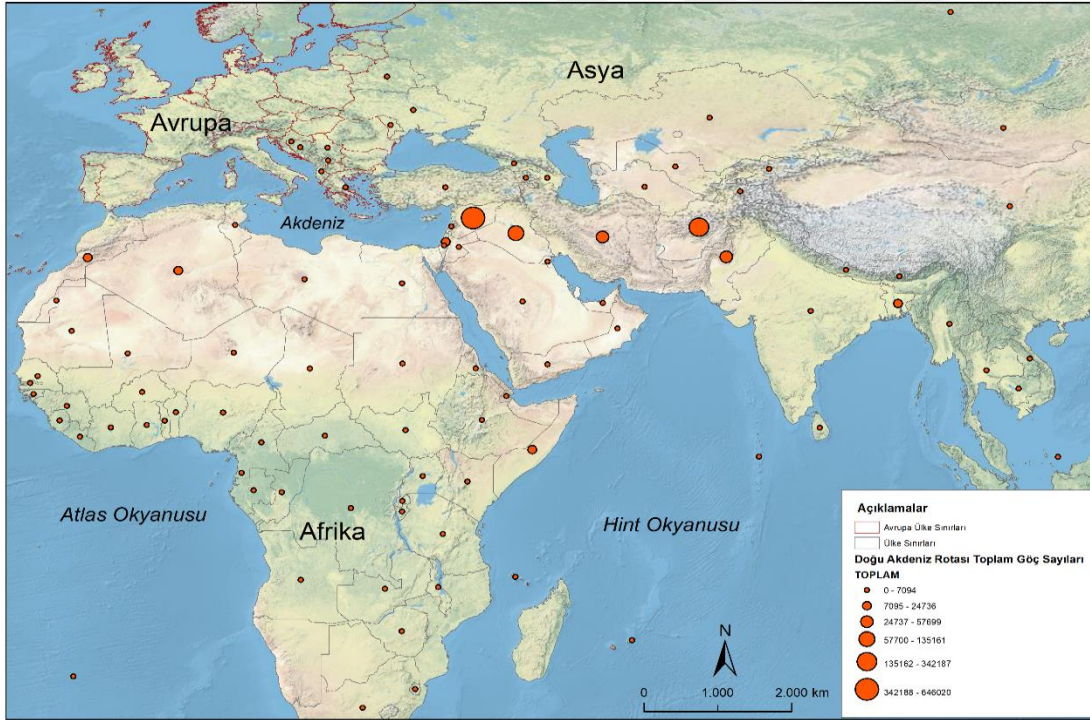 Asya
Avrupa
Akdeniz
Atlas Okyanusu
Afrika
Hint Okyanusu
N
0 1.000 2.000 km
Açıklamalar
Avrupa Ülke Sınırları
Ülke Sınırları
Doğu Akdeniz Rotası Toplam Göç Sayıları
TOPLAM
0 - 7094
7095 - 24736
24737 - 57699
57700 - 135161
135162 - 342187
342188 - 646020